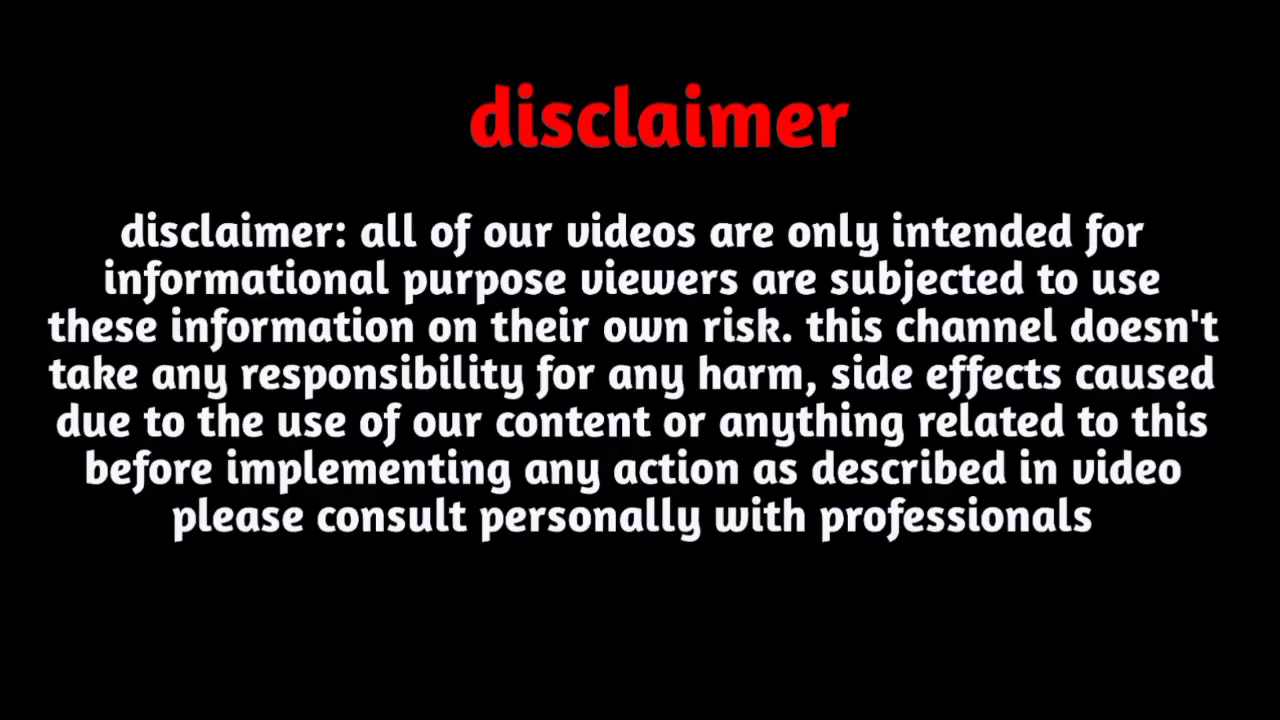 disclaimer
disclaimer: all of our videos are only intended for
informational purpose viewers are subjected to use
these information on their own risk. this channel doesn't
take any responsibility for any harm, side effects caused
due to the use of our content or anything related to this
before implementing any action as described in video
please consult personally with professionals